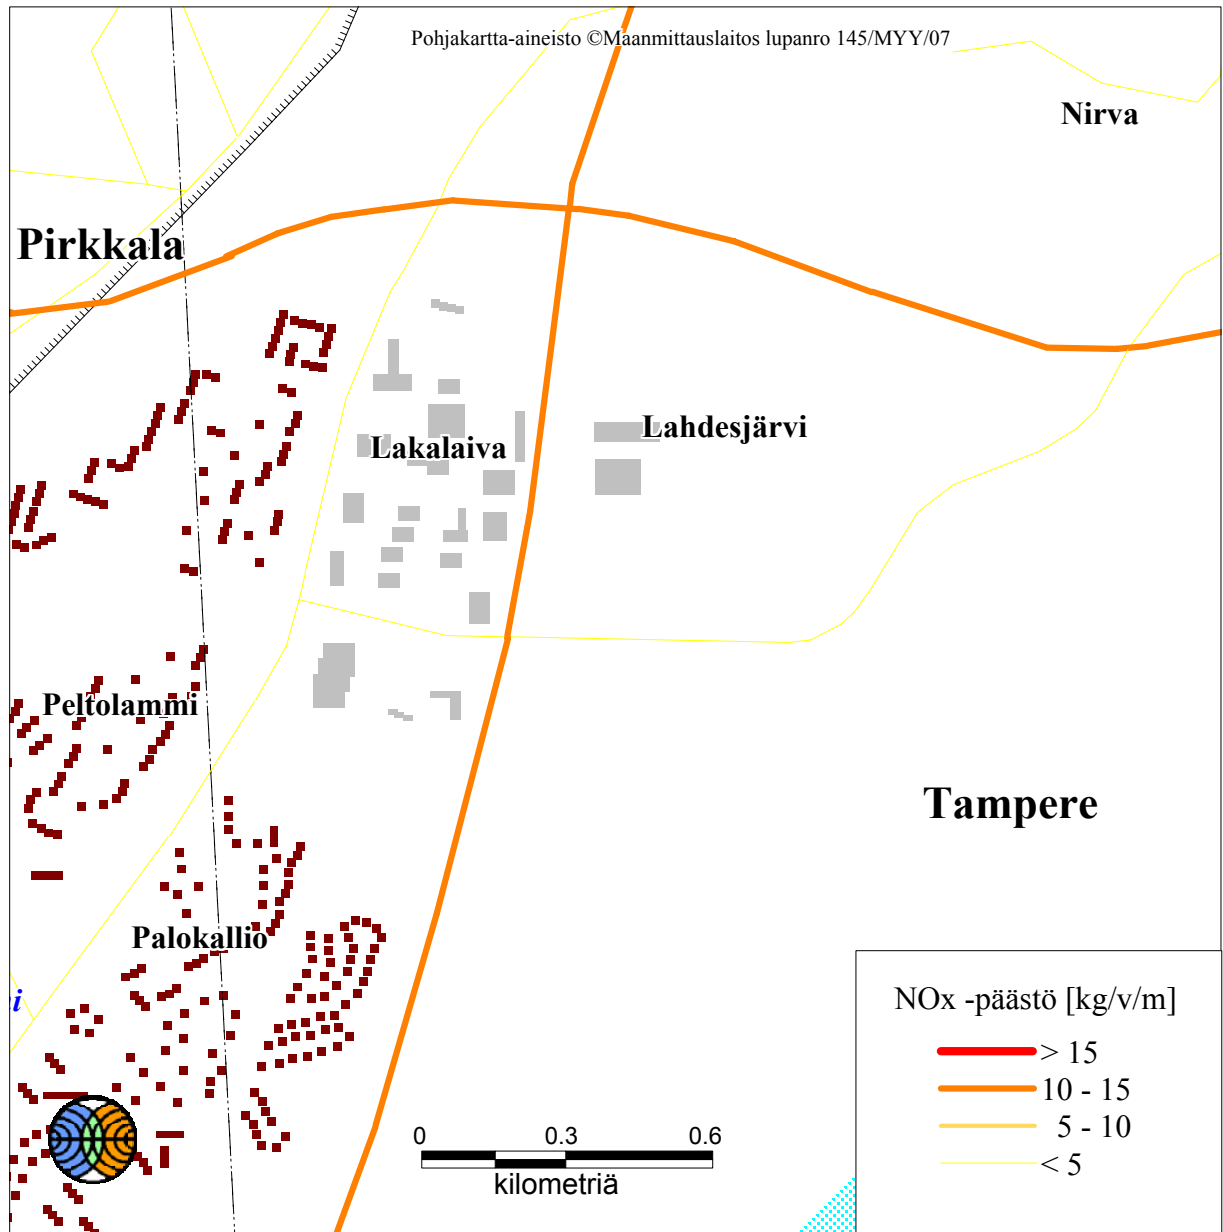 Pohjakartta-aineisto ©Maanmittauslaitos lupanro 145/MYY/07
Nirva
Pirkkala
Lahdesjärvi
Lakalaiva
Peltolammi
Tampere
Palokallio
i
NOx -päästö [kg/v/m]
> 15
10 - 15
5 - 10
< 5
0 0.3 0.6
kilometriä